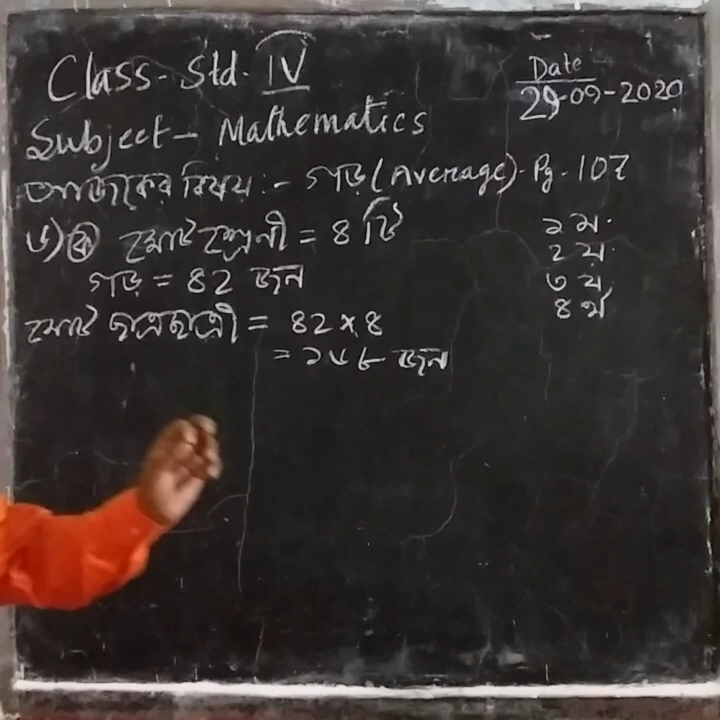 Class- Std. IV
Date
29-09-2020
Subject- Mathematics
আজকের বিষয় :- গড় (Average)- Pg - 107
১ ম.
২ য়.
৩ য়
৪ র্থ
৬) ক) মোট শ্রেনী = ৪ টি
গড় = ৪২ জন
মোট ছাত্রছাত্রী = ৪২ × ৪
= ১৬৮ জন